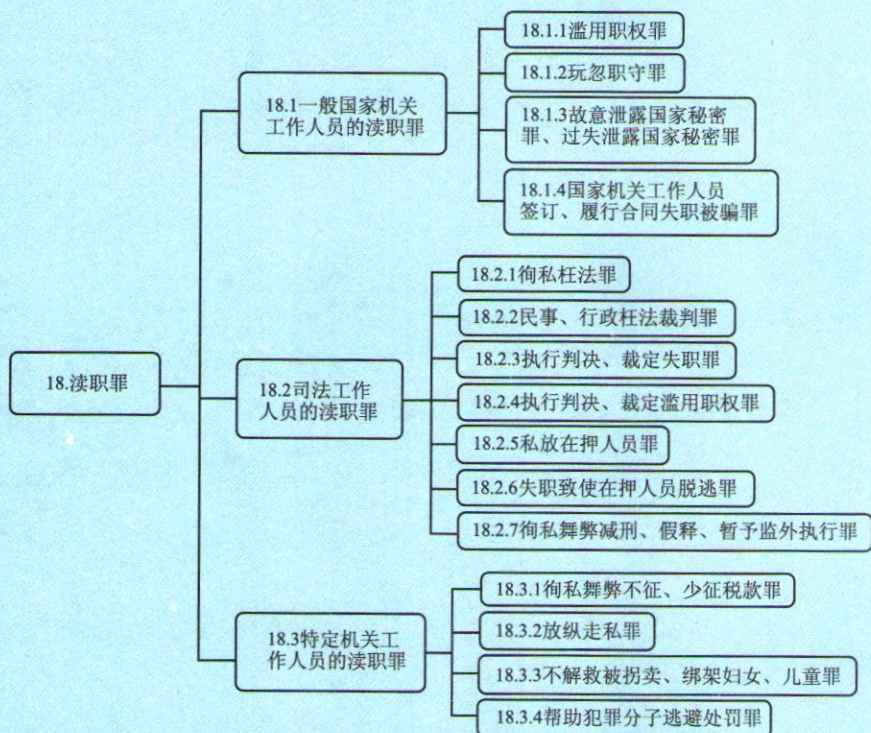 18.渎职罪
18.1一般国家机关
工作人员的渎职罪
18.1.1滥用职权罪
18.1.2玩忽职守罪
18.1.3故意泄露国家秘密
罪、过失泄露国家秘密罪
18.1.4国家机关工作人员
签订、履行合同失职被骗罪
18.2司法工作
人员的渎职罪
18.2.1徇私枉法罪
18.2.2民事、行政枉法裁判罪
18.2.3执行判决、裁定失职罪
18.2.4执行判决、裁定滥用职权罪
18.2.5私放在押人员罪
18.2.6失职致使在押人员脱逃罪
18.2.7徇私舞弊减刑、假释、暂予监外执行罪
18.3特定机关工
作人员的渎职罪
18.3.1徇私舞弊不征、少征税款罪
18.3.2放纵走私罪
18.3.3不解救被拐卖、绑架妇女、儿童罪
18.3.4帮助犯罪分子逃避处罚罪